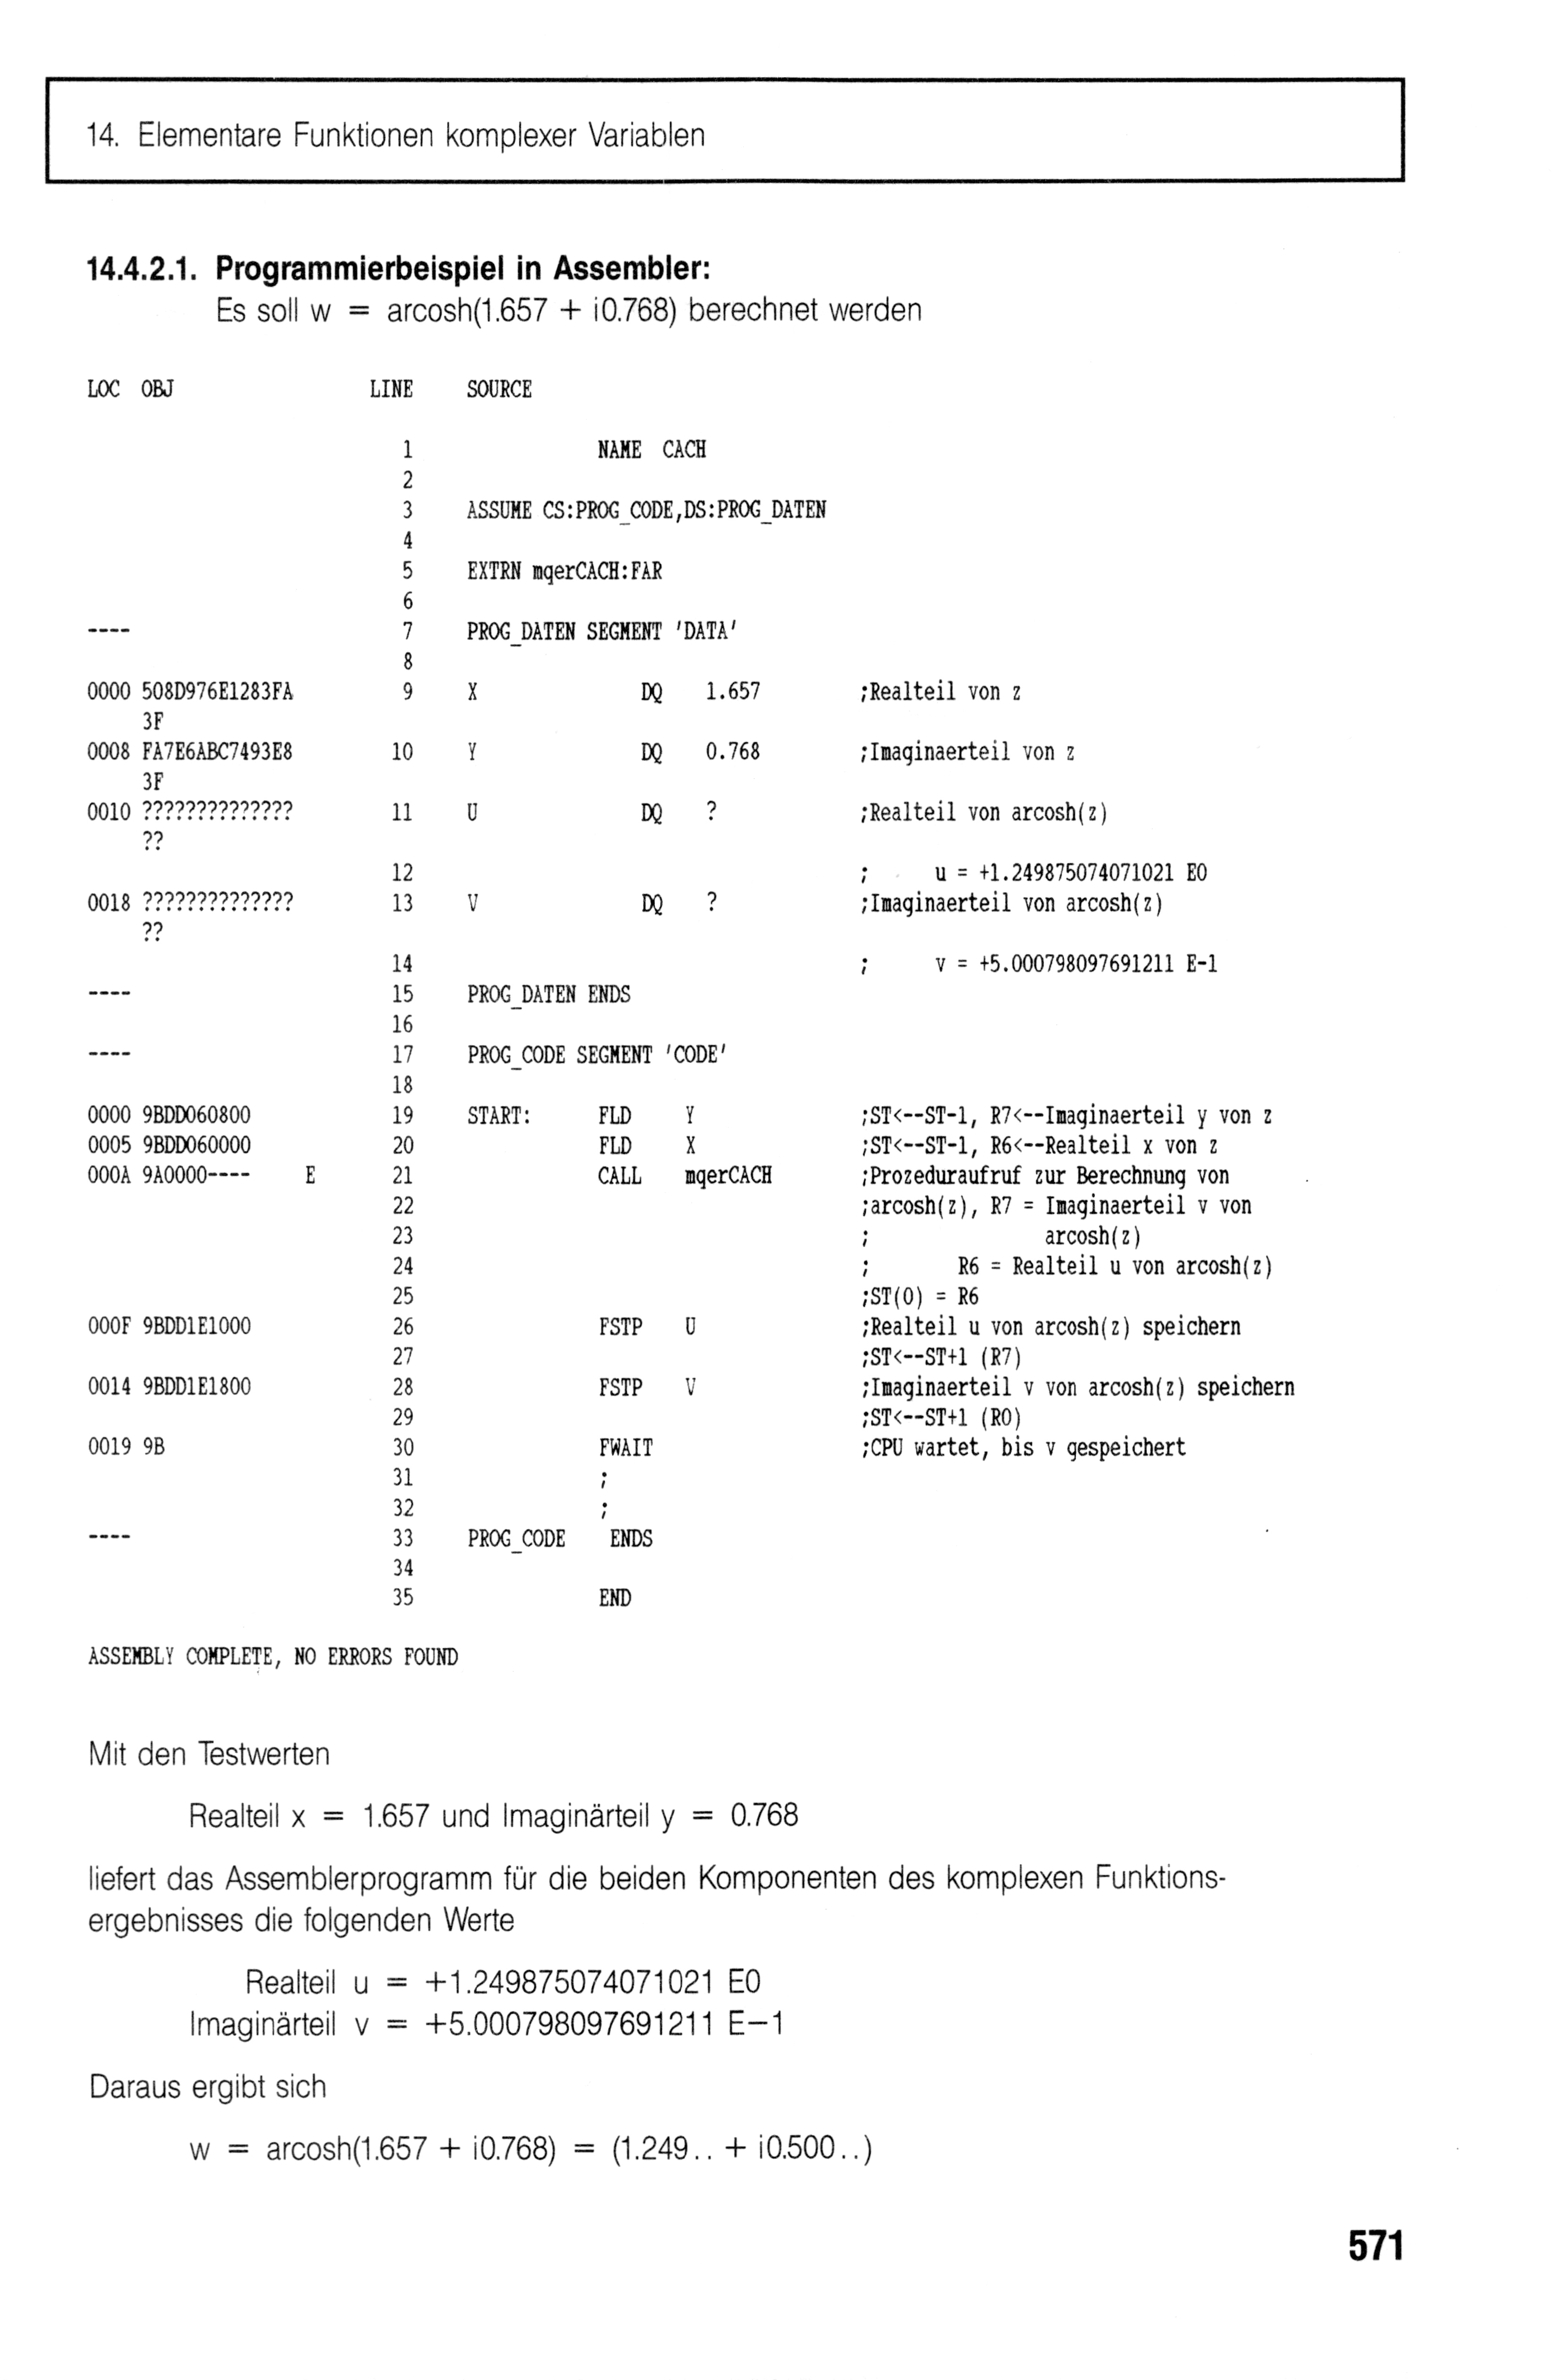 14. Elementare Funktionen komplexer Variablen
14.4.2.1. Programmierbeispiel in Assembler:
Es soll w = arcosh(1.657 + i0.768) berechnet werden
LOC OBJ LINE SOURCE
1 NAME CACH
2
3 ASSUME CS:PROG_CODE,DS:PROG_DATEN
4
5 EXTRN mqerCACH:FAR
6
---- 7 PROG_DATEN SEGMENT 'DATA'
8
0000 508D976E1283FA 9 X DQ 1.657 ;Realteil von z
3F
0008 FA7E6ABC7493E8 10 Y DQ 0.768 ;Imaginaerteil von z
3F
0010 ?????????????? 11 U DQ ? ;Realteil von arcosh(z)
??
12 ; u = +1.249875074071021 E0
0018 ?????????????? 13 V DQ ? ;Imaginaerteil von arcosh(z)
??
14 ; v = +5.000798097691211 E-1
---- 15 PROG_DATEN ENDS
16
---- 17 PROG_CODE SEGMENT 'CODE'
18
0000 9BDD060800 19 START: FLD Y ;ST<--ST-1, R7<--Imaginaerteil y von z
0005 9BDD060000 20 FLD X ;ST<--ST-1, R6<--Realteil x von z
000A 9A0000---- E 21 CALL mqerCACH ;Prozeduraufruf zur Berechnung von
22 ;arcosh(z), R7 = Imaginaerteil v von
23 ; arcosh(z)
24 ; R6 = Realteil u von arcosh(z)
25 ;ST(0) = R6
000F 9BDD1E1000 26 FSTP U ;Realteil u von arcosh(z) speichern
27 ;ST<--ST+1 (R7)
0014 9BDD1E1800 28 FSTP V ;Imaginaerteil v von arcosh(z) speichern
29 ;ST<--ST+1 (R0)
0019 9B 30 FWAIT ;CPU wartet, bis v gespeichert
31 ;
32 ;
---- 33 PROG_CODE ENDS
34
35 END
ASSEMBLY COMPLETE, NO ERRORS FOUND
Mit den Testwerten
Realteil x = 1.657 und Imaginärteil y = 0.768
liefert das Assemblerprogramm für die beiden Komponenten des komplexen Funktions-
ergebnisses die folgenden Werte
Realteil u = +1.249875074071021 E0
Imaginärteil v = +5.000798097691211 E−1
Daraus ergibt sich
w = arcosh(1.657 + i0.768) = (1.249.. + i0.500..)
571